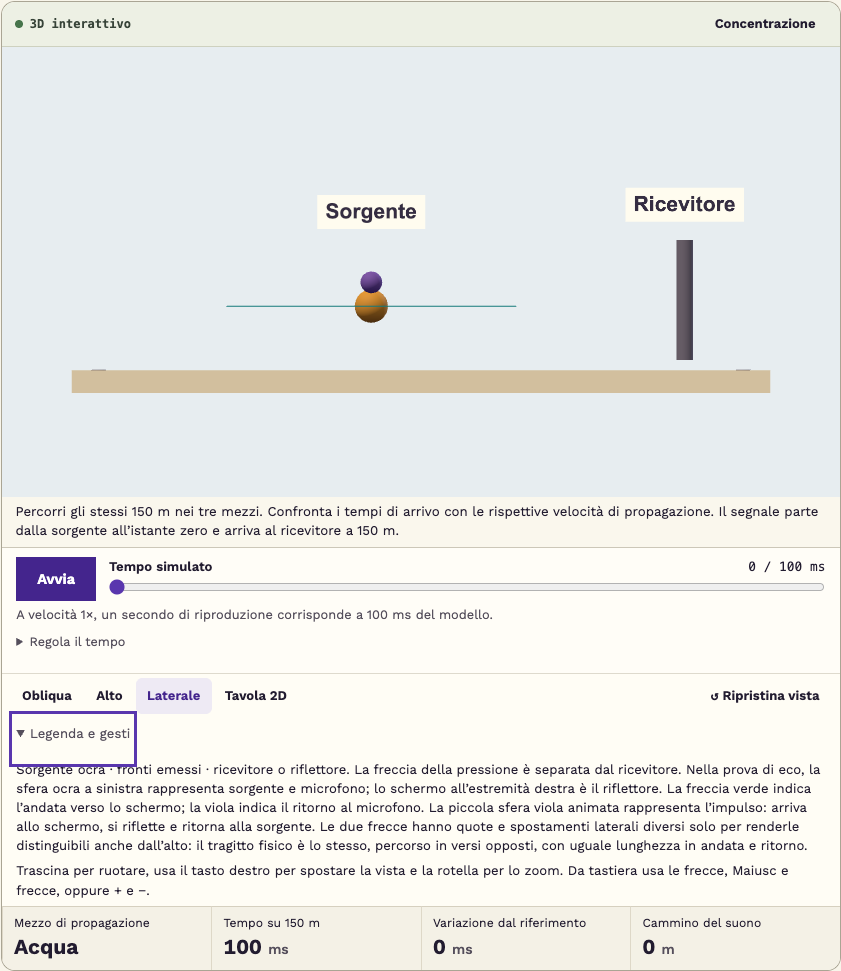 3D interattivo
Concentrazione
Sorgente
Ricevitore
Percorri gli stessi 150 m nei tre mezzi. Confronta i tempi di arrivo con le rispettive velocità di propagazione. Il segnale parte
dalla sorgente all’istante zero e arriva al ricevitore a 150 m.
Avvia
Tempo simulato
0 / 100 ms
A velocità 1×, un secondo di riproduzione corrisponde a 100 ms del modello.
▶ Regola il tempo
Obliqua
Alto
Laterale
Tavola 2D
↺ Ripristina vista
▼ Legenda e gesti
Sorgente ocra · fronti emessi · ricevitore o riflettore. La freccia della pressione è separata dal ricevitore. Nella prova di eco, la
sfera ocra a sinistra rappresenta sorgente e microfono; lo schermo all’estremità destra è il riflettore. La freccia verde indica
l’andata verso lo schermo; la viola indica il ritorno al microfono. La piccola sfera viola animata rappresenta l’impulso: arriva
allo schermo, si riflette e ritorna alla sorgente. Le due frecce hanno quote e spostamenti laterali diversi solo per renderle
distinguibili anche dall’alto: il tragitto fisico è lo stesso, percorso in versi opposti, con uguale lunghezza in andata e ritorno.
Trascina per ruotare, usa il tasto destro per spostare la vista e la rotella per lo zoom. Da tastiera usa le frecce, Maiusc e
frecce, oppure + e −.
Mezzo di propagazione
Acqua
Tempo su 150 m
100 ms
Variazione dal riferimento
0 ms
Cammino del suono
0 m